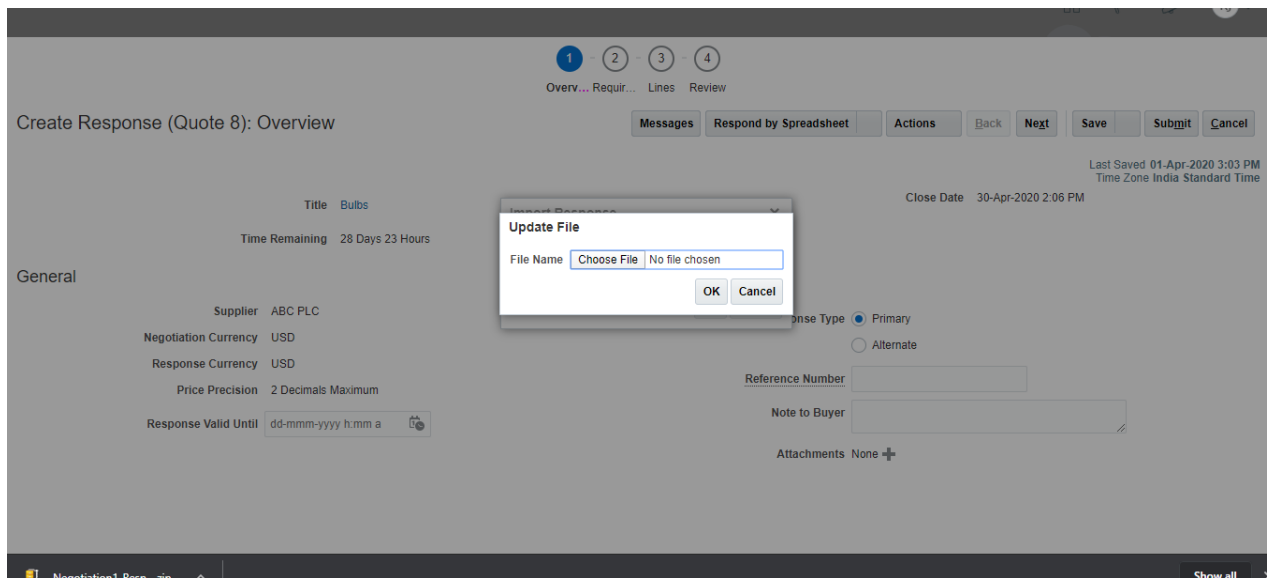 1 2 3 4
Overv... Requir... Lines Review
Create Response (Quote 8): Overview
Messages Respond by Spreadsheet Actions Back Next Save Submit Cancel
Last Saved 01-Apr-2020 3:03 PM
Time Zone India Standard Time
Title Bulbs
Close Date 30-Apr-2020 2:06 PM
Import Response
Update File
Time Remaining 28 Days 23 Hours
File Name Choose File No file chosen
General
OK Cancel
Supplier ABC PLC
onse Type Primary
Negotiation Currency USD
Alternate
Response Currency USD
Reference Number
Price Precision 2 Decimals Maximum
Note to Buyer
Response Valid Until dd-mmm-yyyy h:mm a
Attachments None
Negotiation1-Resp....zip
Show all